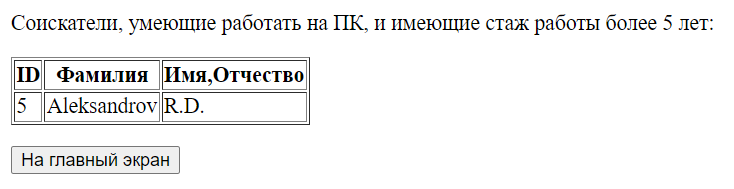 Соискатели, умеющие работать на ПК, и имеющие стаж работы более 5 лет:
ID Фамилия Имя,Отчество
5 Aleksandrov R.D.
На главный экран